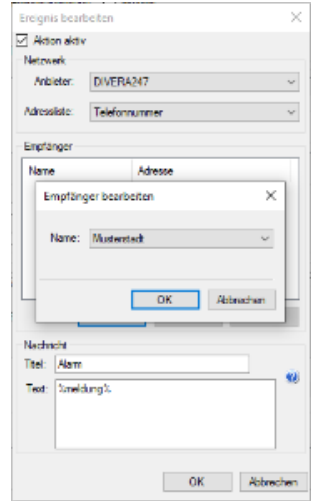 Ereignis bearbeiten
Aktion aktiv
Netzwerk
Anbieter: DIVERA247
Adressliste: Telefonnummer
Empfänger
Name Adresse
Empfänger bearbeiten
Name: Musterstadt
OK Abbrechen
Nachricht
Titel: Alarm
Text: %meldung%
OK Abbrechen